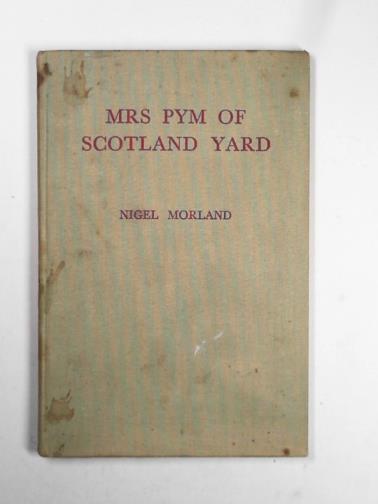 MRS PYM OF
SCOTLAND YARD
NIGEL MORLAND